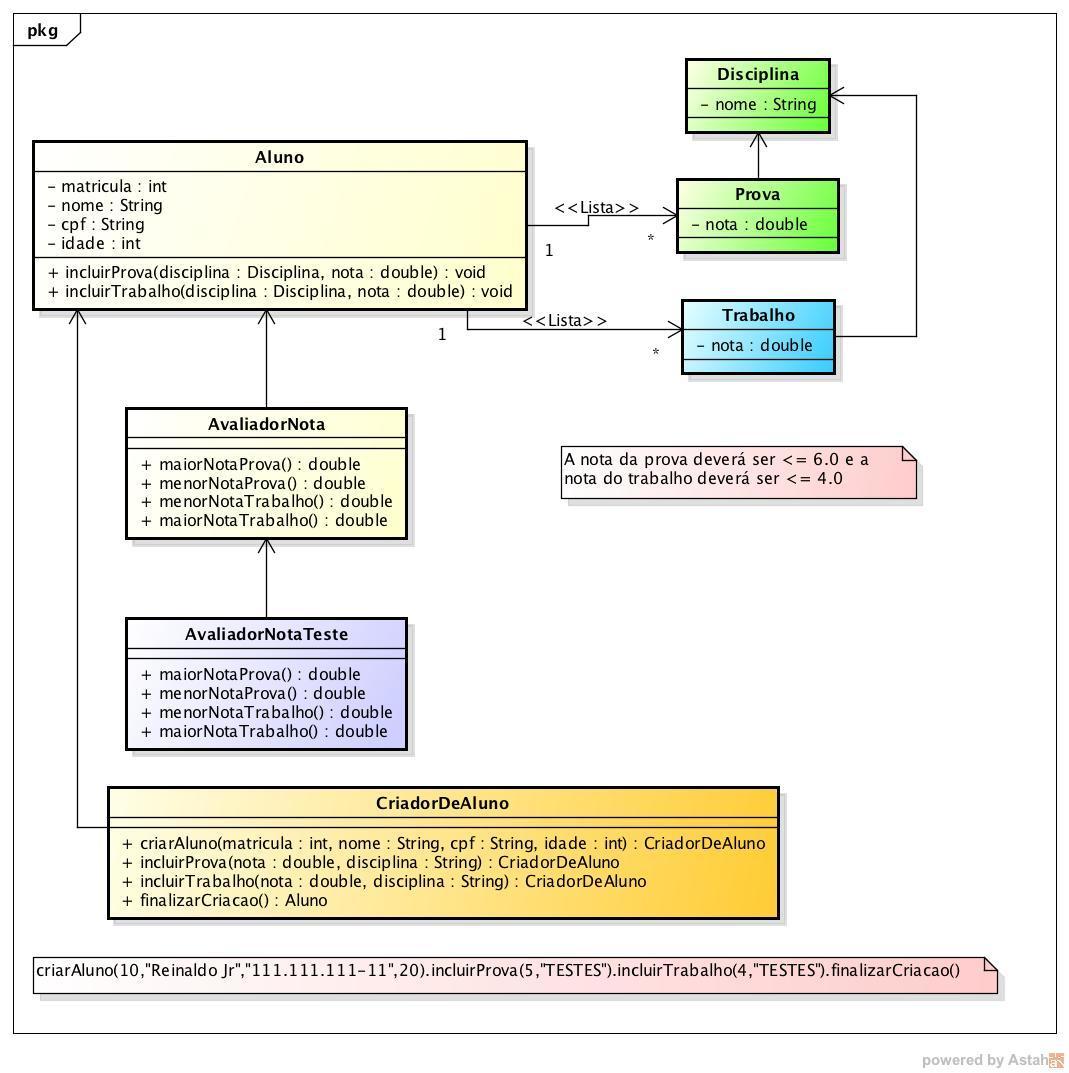 pkg
Disciplina
- nome : String
Aluno
- matricula : int
- nome : String
- cpf : String
- idade : int
+ incluirProva(disciplina : Disciplina, nota : double) : void
+ incluirTrabalho(disciplina : Disciplina, nota : double) : void
<<Lista>>
1
*
Prova
- nota : double
<<Lista>>
1
*
Trabalho
- nota : double
AvaliadorNota
+ maiorNotaProva() : double
+ menorNotaProva() : double
+ menorNotaTrabalho() : double
+ maiorNotaTrabalho() : double
A nota da prova deverá ser <= 6.0 e a
nota do trabalho deverá ser <= 4.0
AvaliadorNotaTeste
+ maiorNotaProva() : double
+ menorNotaProva() : double
+ menorNotaTrabalho() : double
+ maiorNotaTrabalho() : double
CriadorDeAluno
+ criarAluno(matricula : int, nome : String, cpf : String, idade : int) : CriadorDeAluno
+ incluirProva(nota : double, disciplina : String) : CriadorDeAluno
+ incluirTrabalho(nota : double, disciplina : String) : CriadorDeAluno
+ finalizarCriacao() : Aluno
criarAluno(10,"Reinaldo Jr","111.111.111-11",20).incluirProva(5,"TESTES").incluirTrabalho(4,"TESTES").finalizarCriacao()
powered by Astah